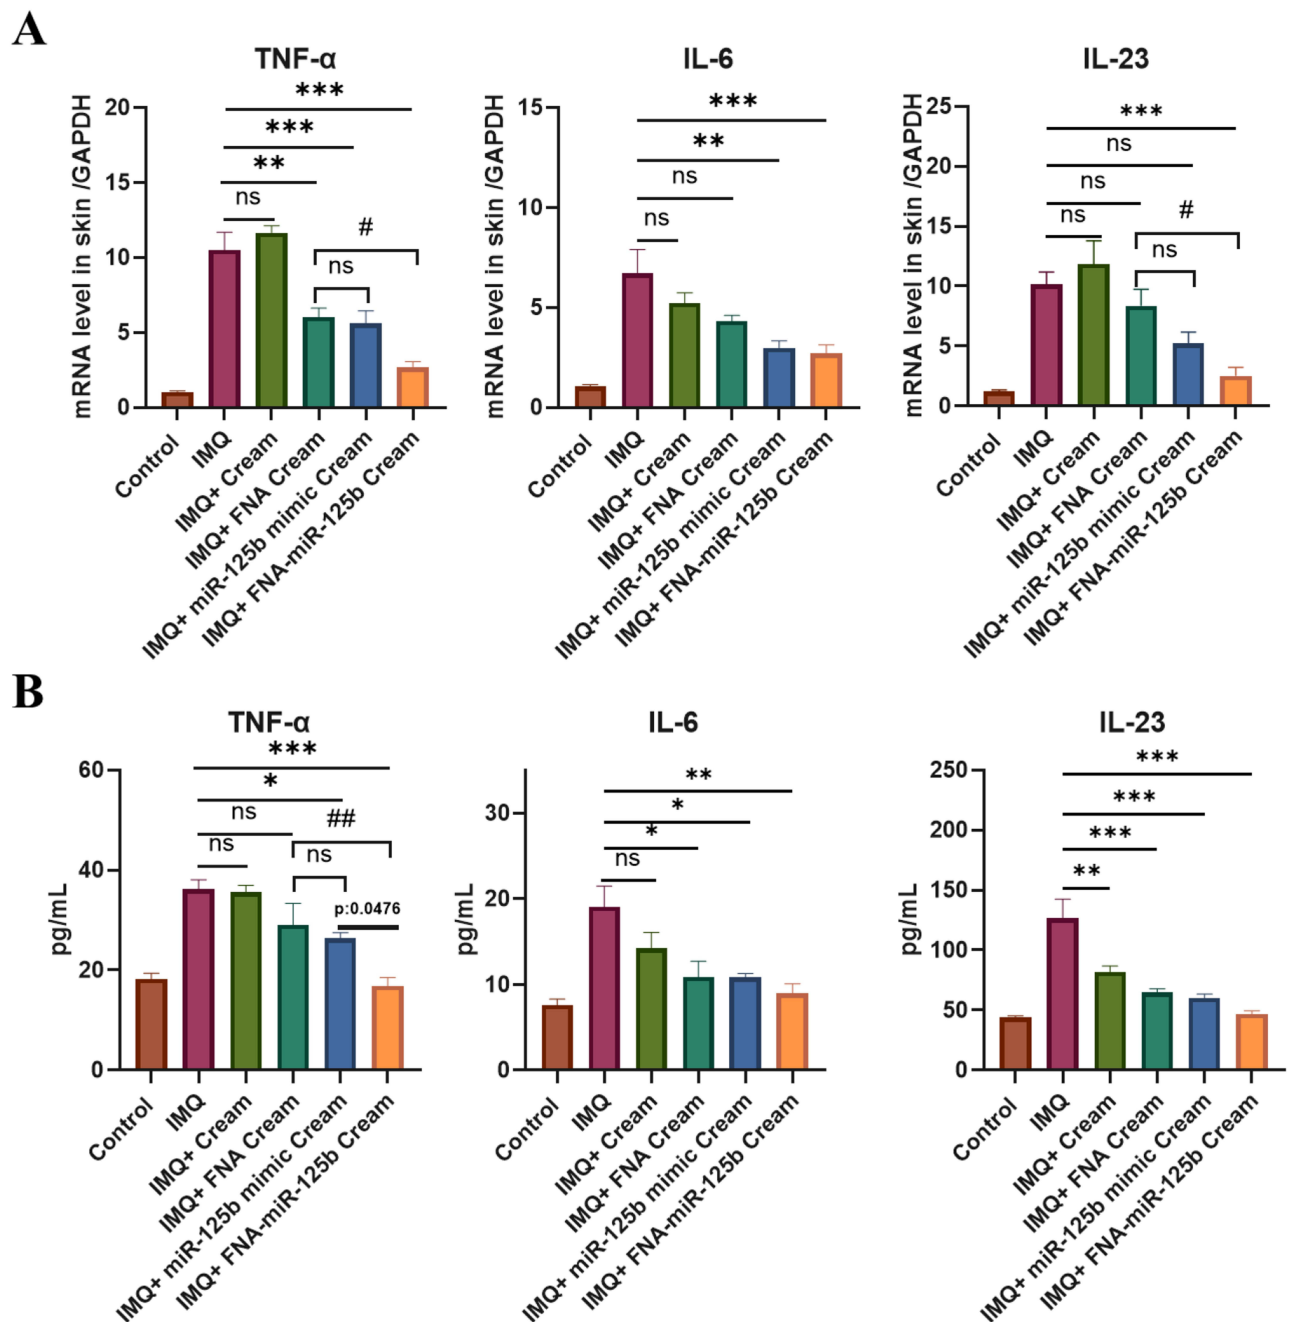 A
TNF-α
mRNA level in skin /GAPDH
20
15
10
5
0
***
***
**
ns
#
ns
Control
IMQ
IMQ+ Cream
IMQ+ FNA Cream
IMQ+ miR-125b mimic Cream
IMQ+ FNA-miR-125b Cream
IL-6
mRNA level in skin /GAPDH
15
10
5
0
***
**
ns
ns
Control
IMQ
IMQ+ Cream
IMQ+ FNA Cream
IMQ+ miR-125b mimic Cream
IMQ+ FNA-miR-125b Cream
IL-23
mRNA level in skin /GAPDH
25
20
15
10
5
0
***
ns
ns
ns
#
ns
Control
IMQ
IMQ+ Cream
IMQ+ FNA Cream
IMQ+ miR-125b mimic Cream
IMQ+ FNA-miR-125b Cream
B
TNF-α
pg/mL
60
40
20
0
***
*
ns
ns
##
ns
p:0.0476
Control
IMQ
IMQ+ Cream
IMQ+ FNA Cream
IMQ+ miR-125b mimic Cream
IMQ+ FNA-miR-125b Cream
IL-6
pg/mL
30
20
10
0
**
*
*
ns
Control
IMQ
IMQ+ Cream
IMQ+ FNA Cream
IMQ+ miR-125b mimic Cream
IMQ+ FNA-miR-125b Cream
IL-23
pg/mL
250
200
150
100
50
0
***
***
***
**
Control
IMQ
IMQ+ Cream
IMQ+ FNA Cream
IMQ+ miR-125b mimic Cream
IMQ+ FNA-miR-125b Cream